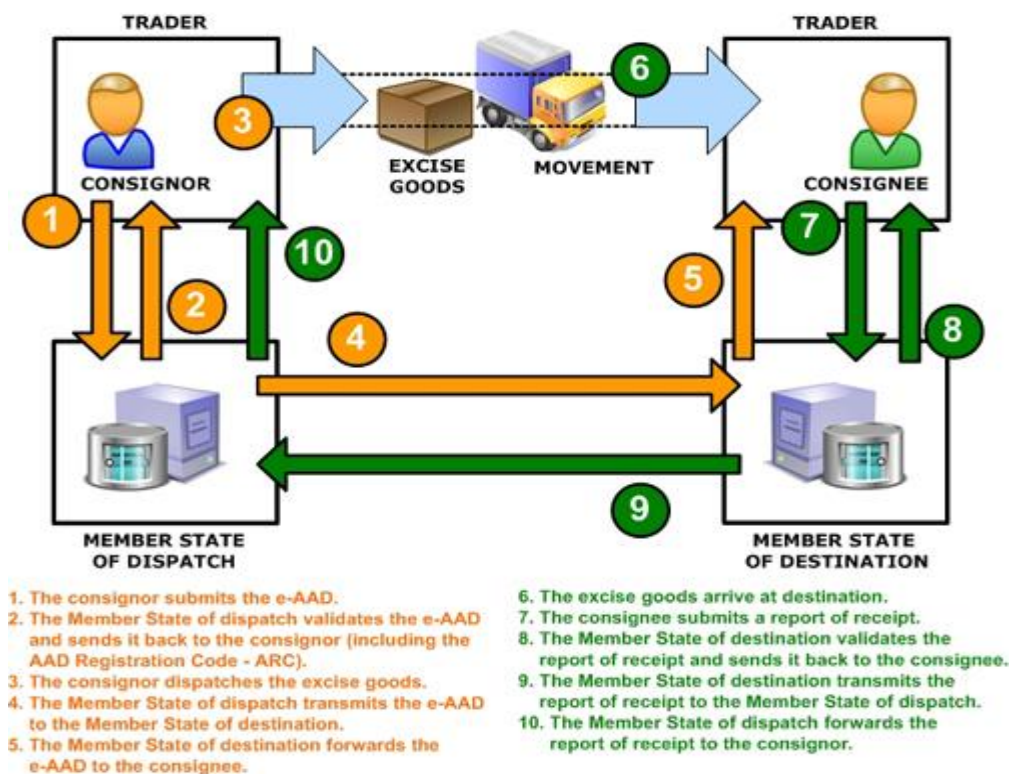 TRADER
TRADER
6
3
EXCISE
GOODS
MOVEMENT
CONSIGNOR
CONSIGNEE
1
7
10
2
5
4
8
9
MEMBER STATE
OF DISPATCH
MEMBER STATE
OF DESTINATION
1. The consignor submits the e-AAD.
2. The Member State of dispatch validates the e-AAD
and sends it back to the consignor (including the
AAD Registration Code - ARC).
3. The consignor dispatches the excise goods.
4. The Member State of dispatch transmits the e-AAD
to the Member State of destination.
5. The Member State of destination forwards the
e-AAD to the consignee.
6. The excise goods arrive at destination.
7. The consignee submits a report of receipt.
8. The Member State of destination validates the
report of receipt and sends it back to the consignee.
9. The Member State of destination transmits the
report of receipt to the Member State of dispatch.
10. The Member State of dispatch forwards the
report of receipt to the consignor.